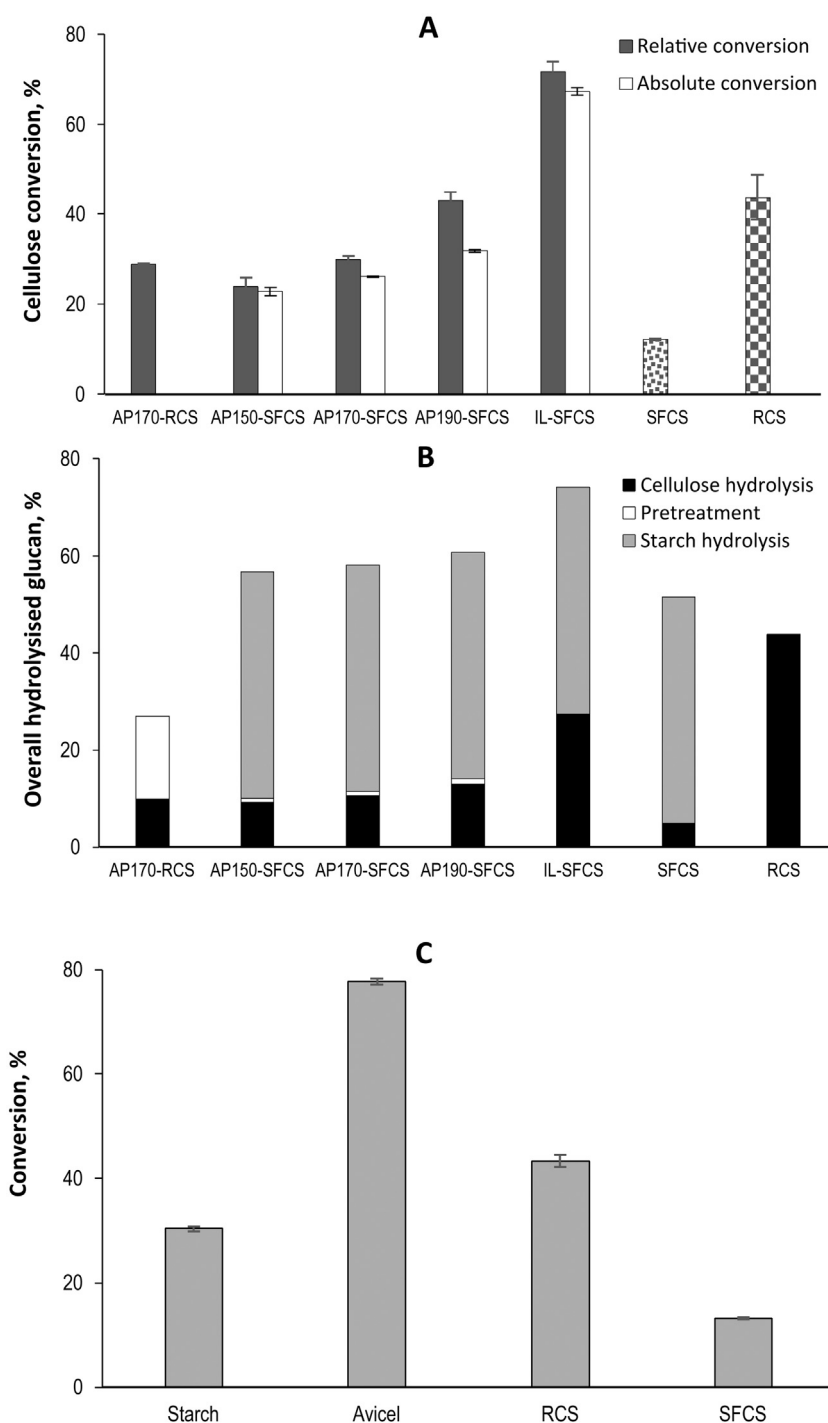 A
Cellulose conversion, %
Relative conversion
Absolute conversion
80
60
40
20
0
AP170-RCS AP150-SFCS AP170-SFCS AP190-SFCS IL-SFCS SFCS RCS
B
Overall hydrolysised glucan, %
Cellulose hydrolysis
Pretreatment
Starch hydrolysis
80
60
40
20
0
AP170-RCS AP150-SFCS AP170-SFCS AP190-SFCS IL-SFCS SFCS RCS
C
Conversion, %
80
60
40
20
0
Starch Avicel RCS SFCS